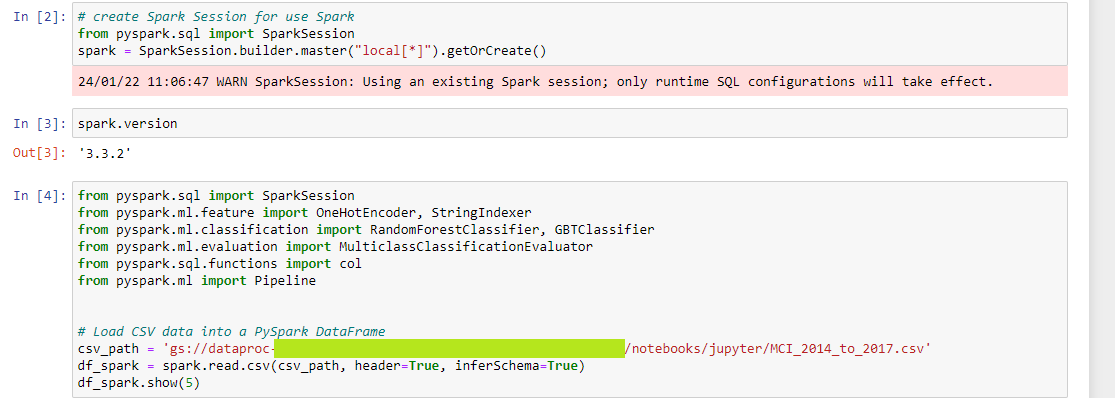 In [2]: # create Spark Session for use Spark
from pyspark.sql import SparkSession
spark = SparkSession.builder.master("local[*]").getOrCreate()
24/01/22 11:06:47 WARN SparkSession: Using an existing Spark session; only runtime SQL configurations will take effect.
In [3]: spark.version
Out[3]: '3.3.2'
In [4]: from pyspark.sql import SparkSession
from pyspark.ml.feature import OneHotEncoder, StringIndexer
from pyspark.ml.classification import RandomForestClassifier, GBTClassifier
from pyspark.ml.evaluation import MulticlassClassificationEvaluator
from pyspark.sql.functions import col
from pyspark.ml import Pipeline
# Load CSV data into a PySpark DataFrame
csv_path = 'gs://dataproc- /notebooks/jupyter/MCI_2014_to_2017.csv'
df_spark = spark.read.csv(csv_path, header=True, inferSchema=True)
df_spark.show(5)